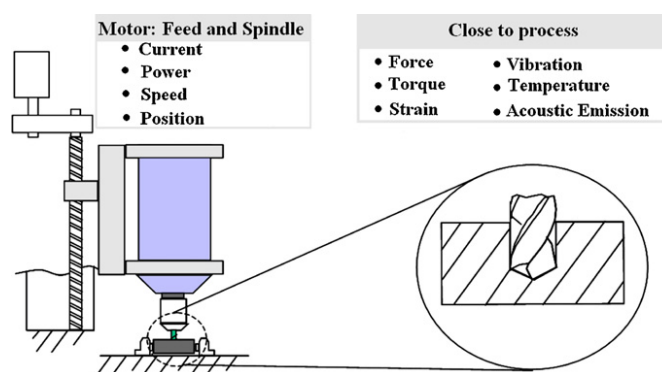 Motor: Feed and Spindle
• Current
• Power
• Speed
• Position
Close to process
• Force
• Torque
• Strain
• Vibration
• Temperature
• Acoustic Emission